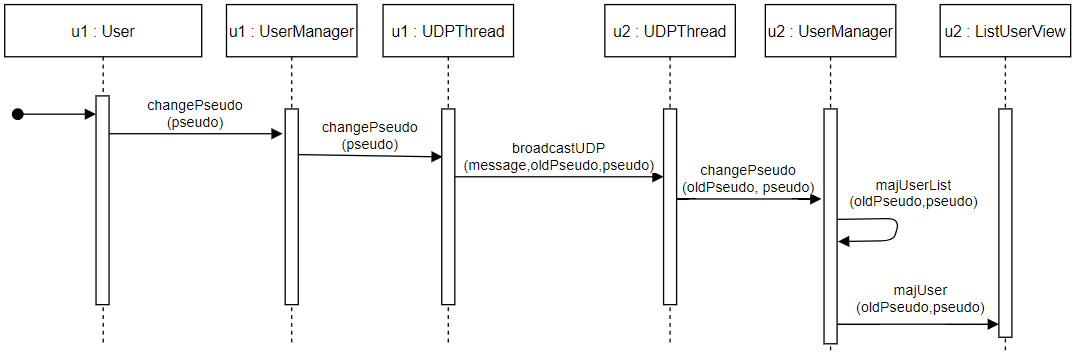 u1 : User
u1 : UserManager
u1 : UDPThread
u2 : UDPThread
u2 : UserManager
u2 : ListUserView
changePseudo
(pseudo)
changePseudo
(pseudo)
broadcastUDP
(message,oldPseudo,pseudo)
changePseudo
(oldPseudo, pseudo)
majUserList
(oldPseudo,pseudo)
majUser
(oldPseudo,pseudo)